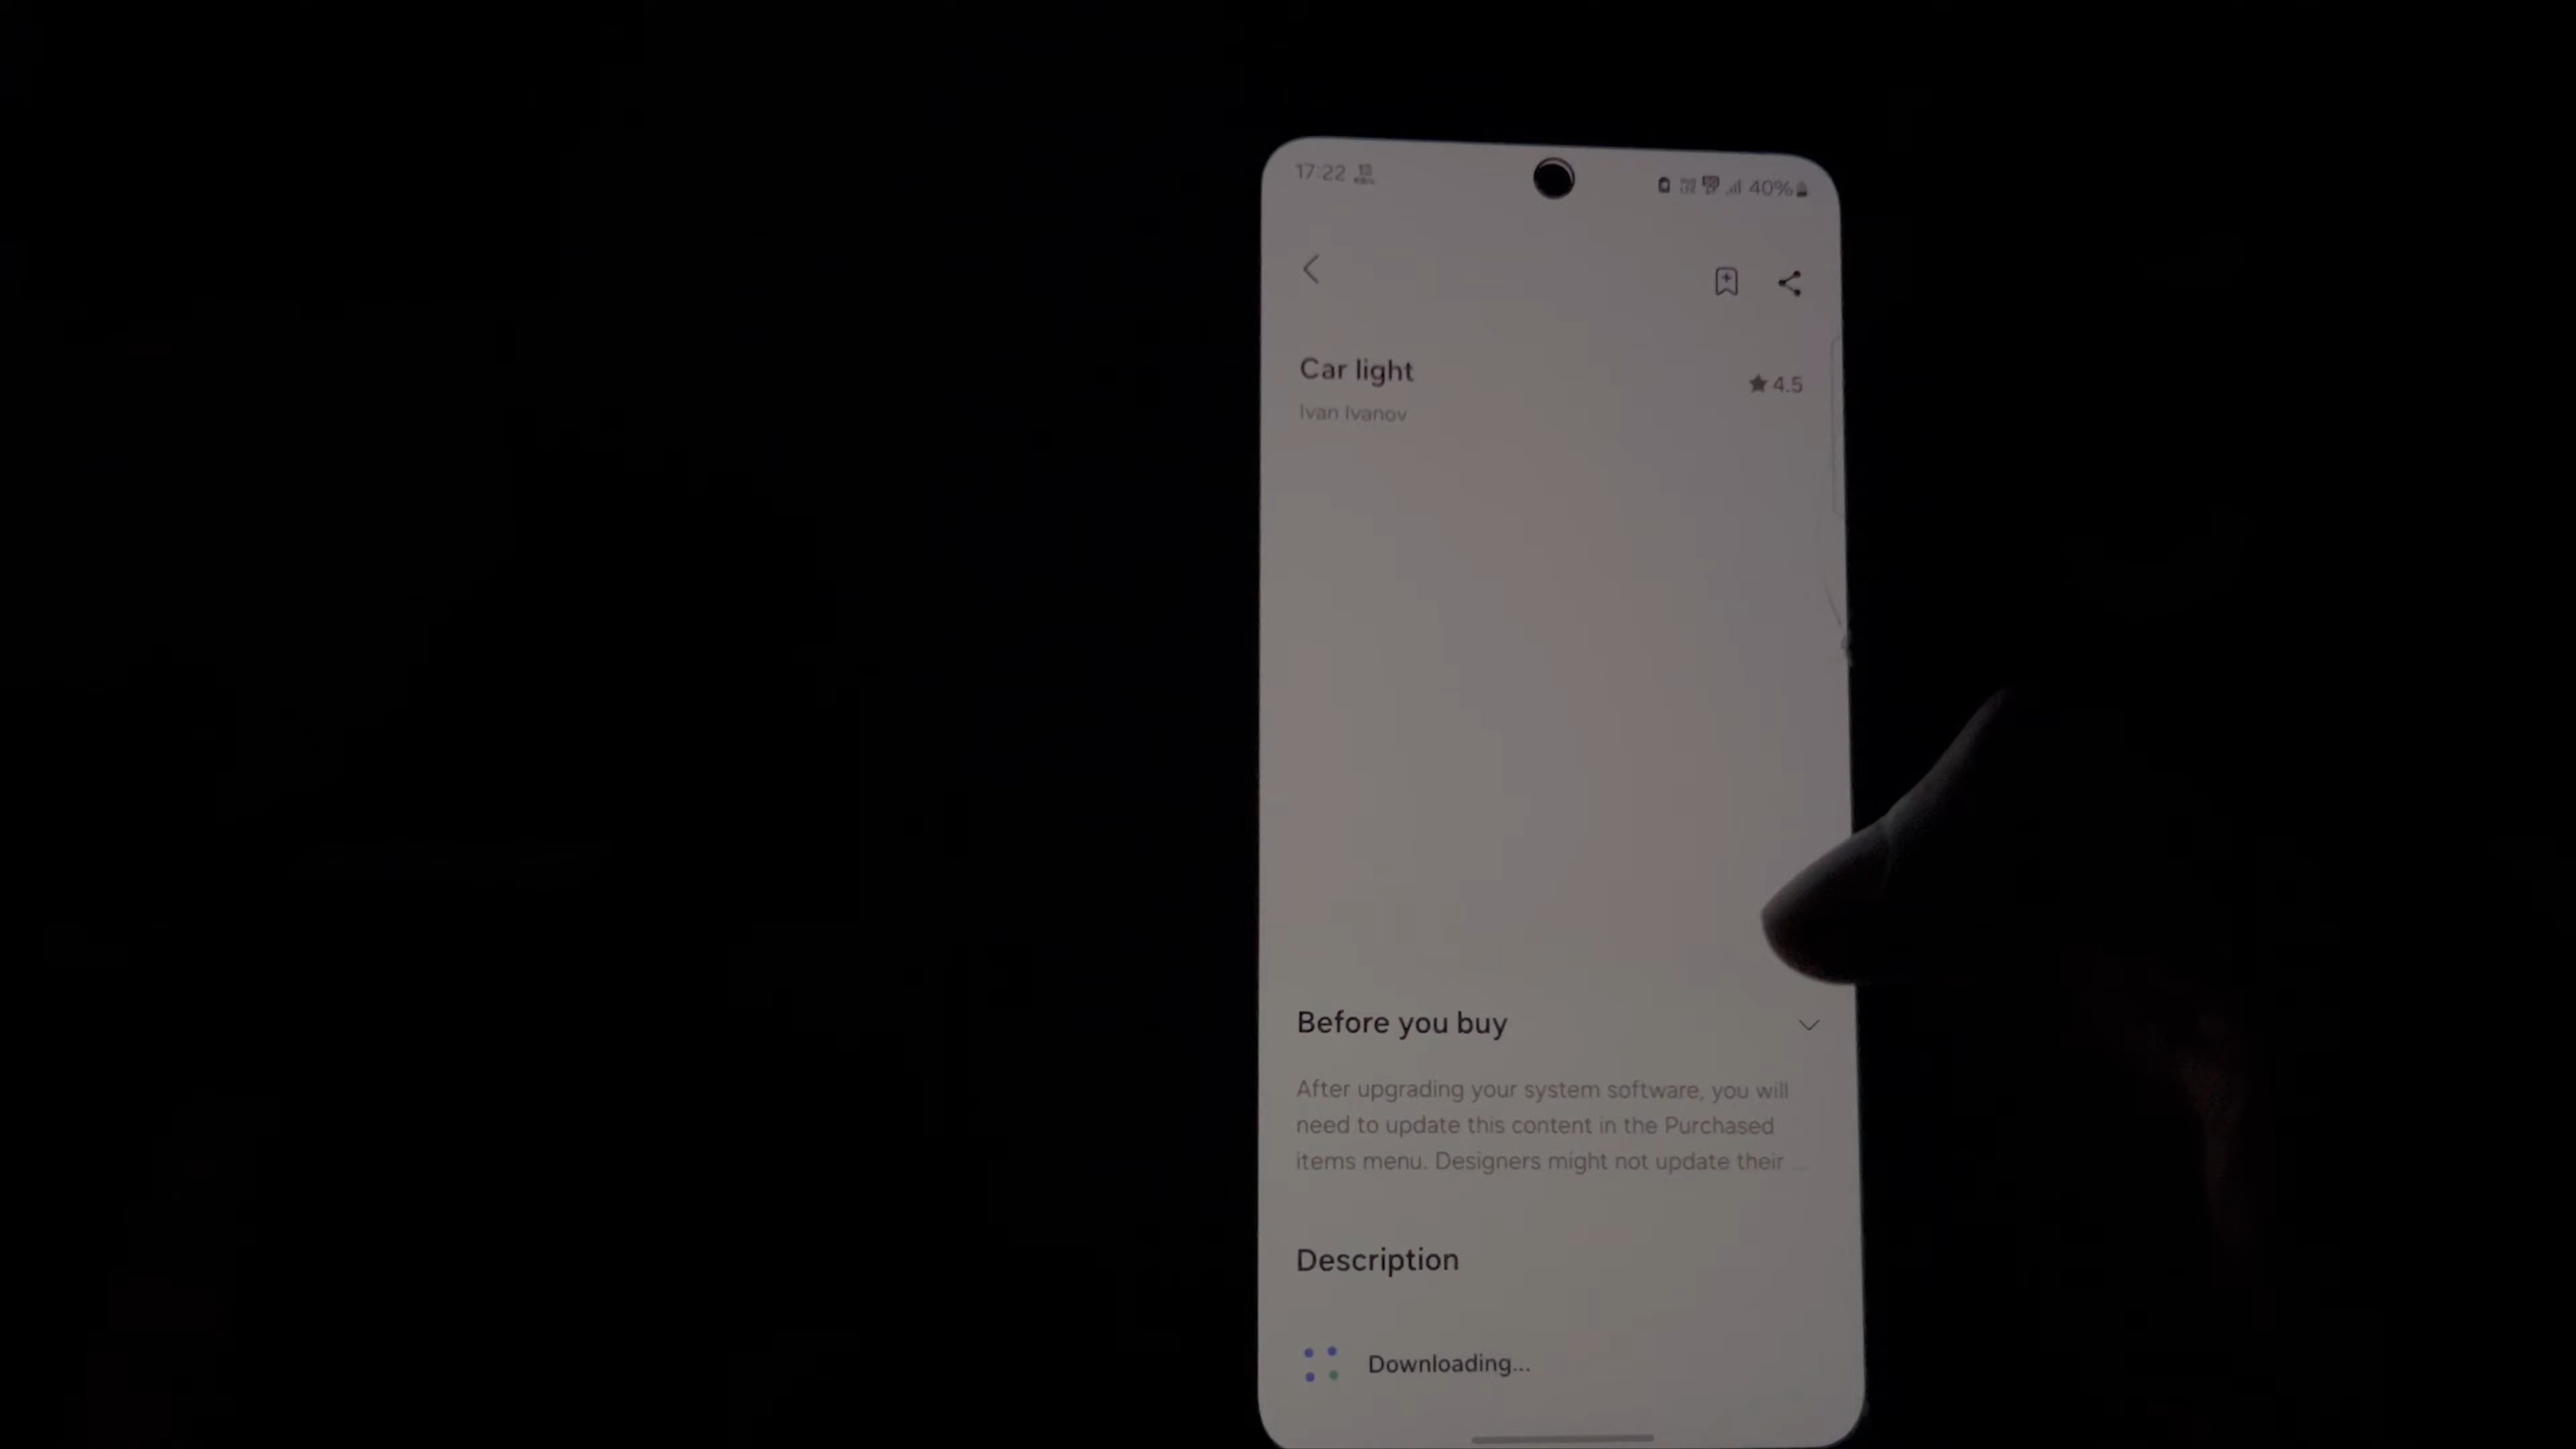 17:22
40%
Car light
4.5
Ivan Ivanov
Before you buy
After upgrading your system software, you will
need to update this content in the Purchased
items menu. Designers might not update their ...
Description
Downloading...